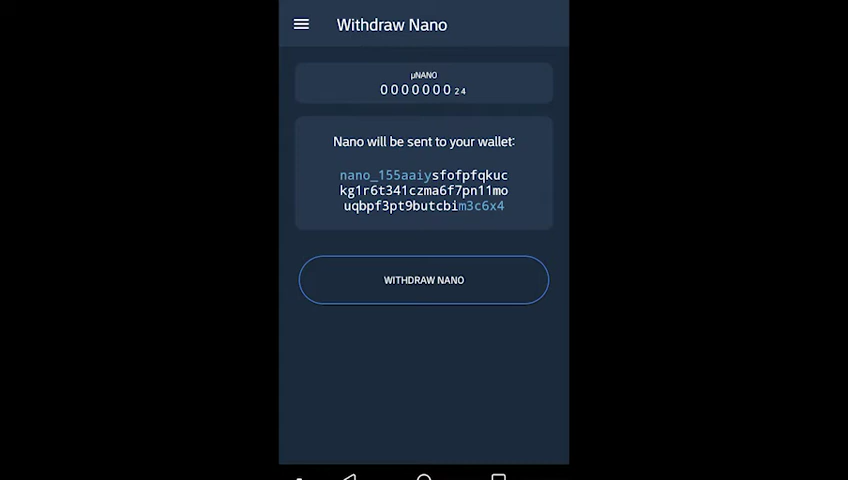 Withdraw Nano
µNANO
0000000 24
Nano will be sent to your wallet:
nano_155aaiysfofpfqkuc
kg1r6t341czma6f7pn11mo
uqbpf3pt9butcbim3c6x4
WITHDRAW NANO